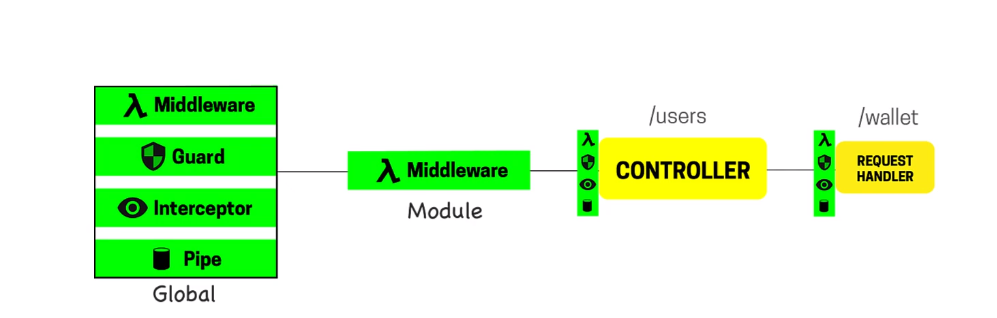 λ Middleware
Guard
Interceptor
Pipe
Global
λ Middleware
Module
/users
λ
CONTROLLER
/wallet
λ
REQUEST
HANDLER